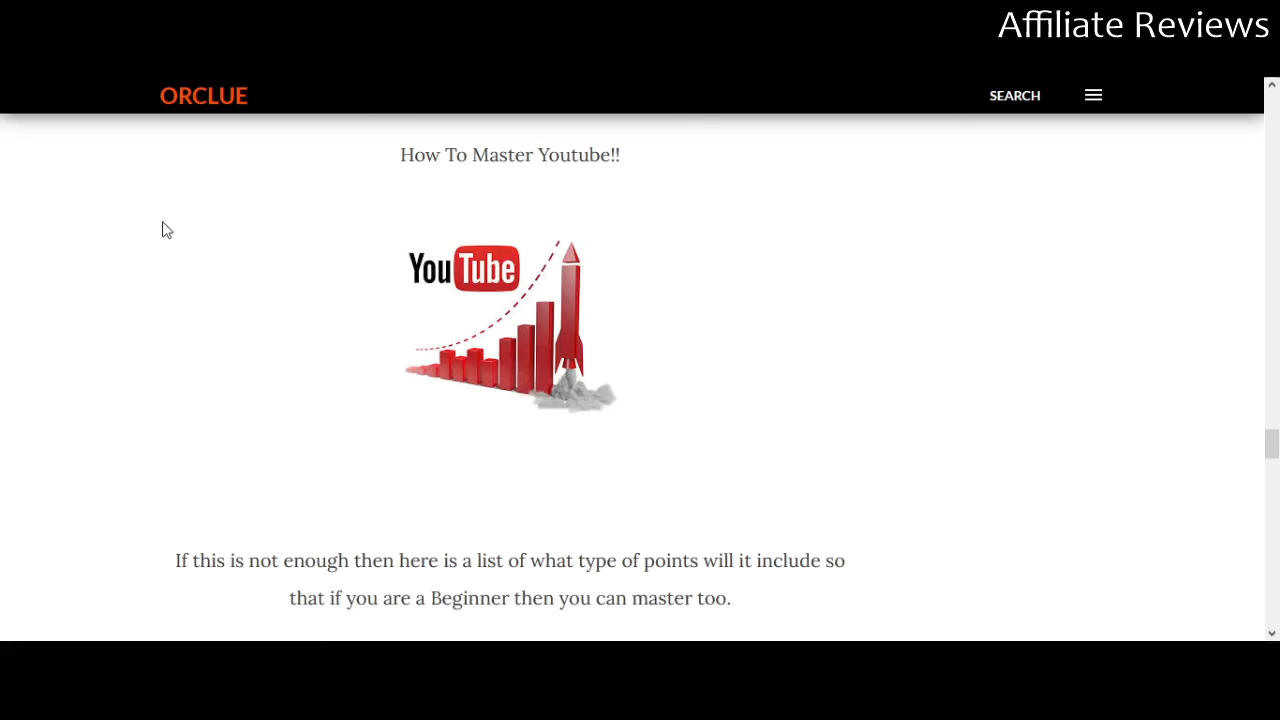 Affiliate Reviews
ORCLUE
SEARCH
How To Master Youtube!!
YouTube
If this is not enough then here is a list of what type of points will it include so
that if you are a Beginner then you can master too.